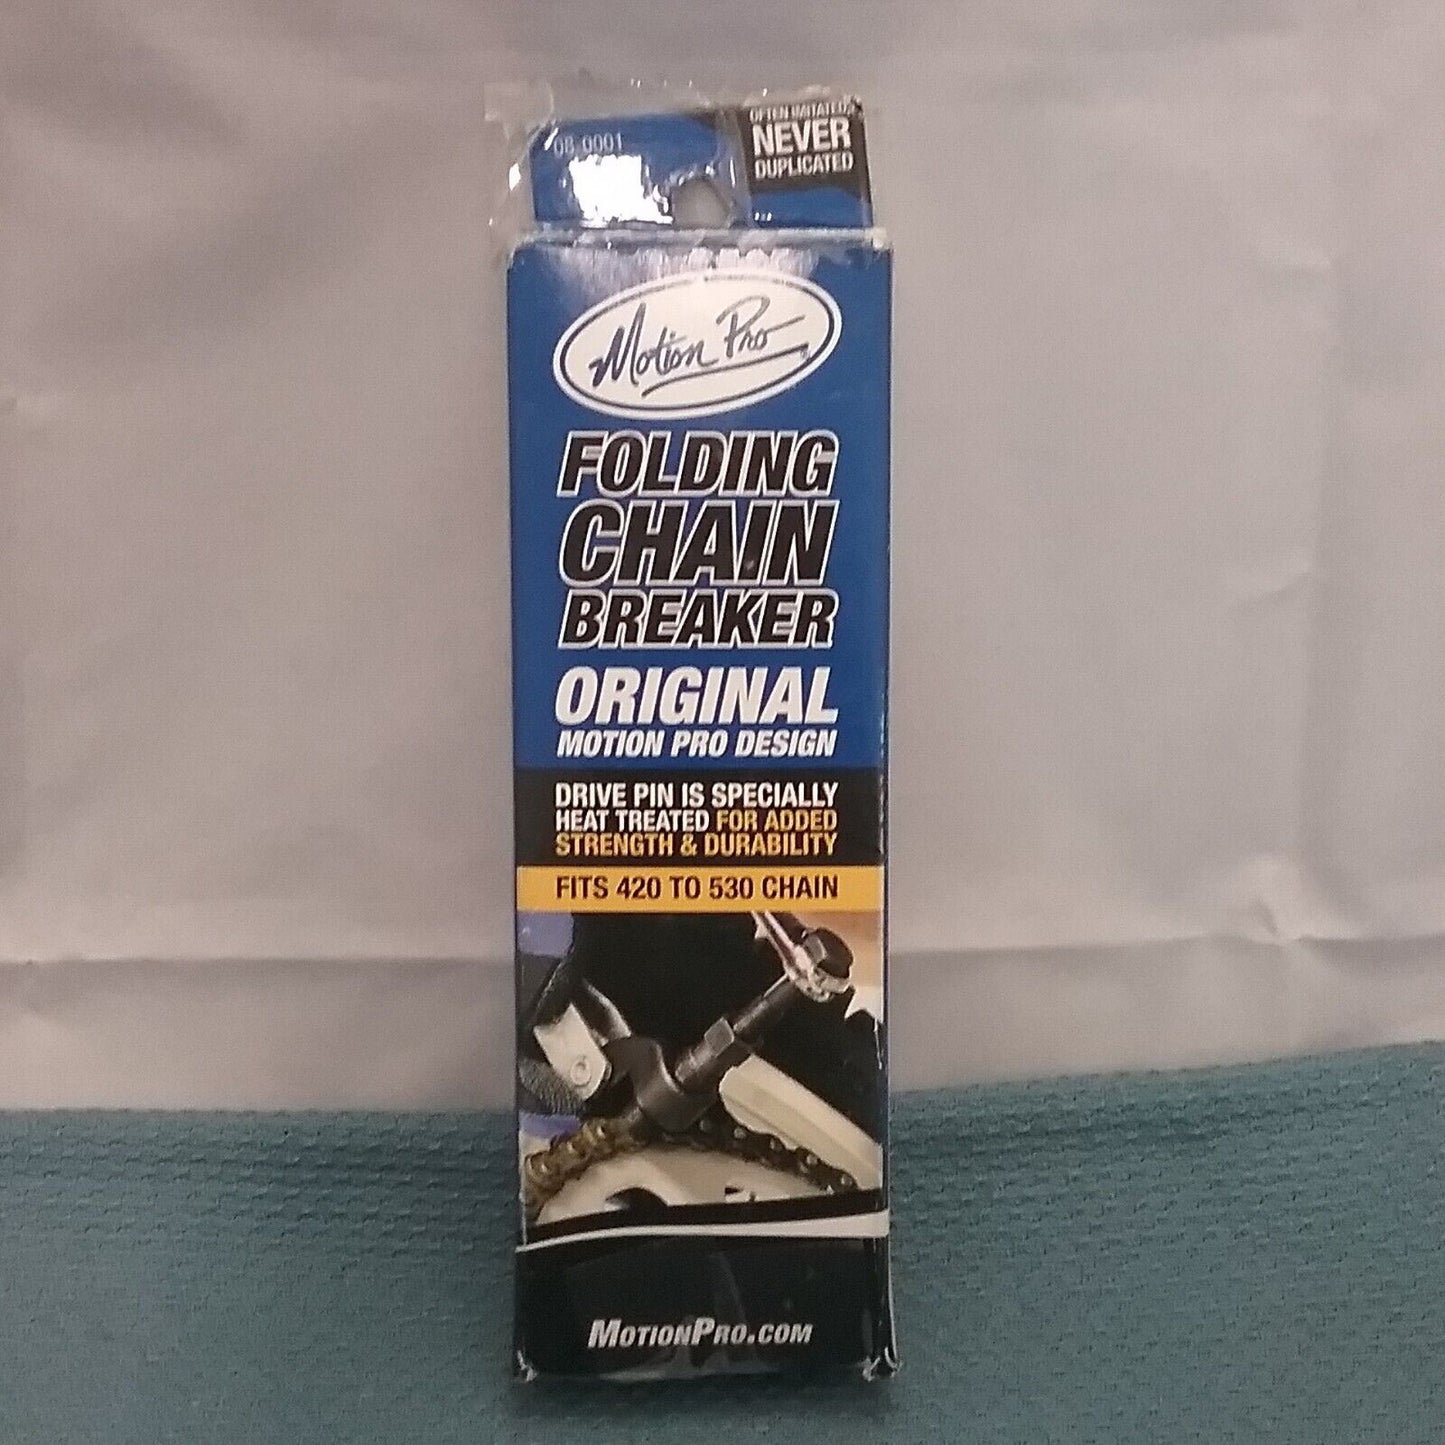 08-0001
OFTEN IMITATED
NEVER
DUPLICATED
Motion Pro
FOLDING
CHAIN
BREAKER
ORIGINAL
MOTION PRO DESIGN
DRIVE PIN IS SPECIALLY
HEAT TREATED FOR ADDED
STRENGTH & DURABILITY
FITS 420 TO 530 CHAIN
MOTIONPRO.COM